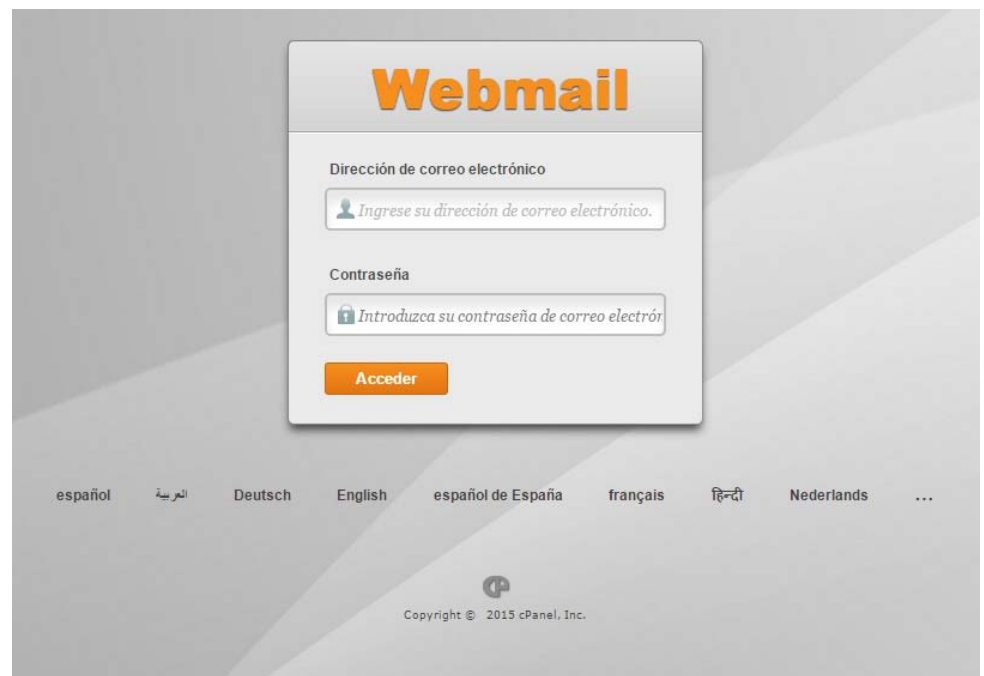 Webmail
Dirección de correo electrónico
Ingrese su dirección de correo electrónico.
Contraseña
Introduzca su contraseña de correo electrón
Acceder
español العربية Deutsch English español de España français हिन्दी Nederlands ...
cP
Copyright © 2015 cPanel, Inc.